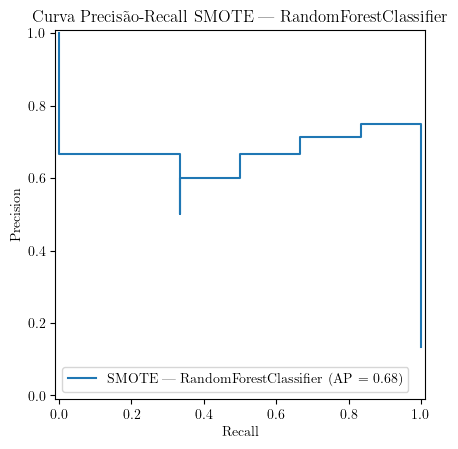 Curva Precisão-Recall SMOTE — RandomForestClassifier
1.0
0.8
0.6
0.4
0.2
0.0
Precision
SMOTE — RandomForestClassifier (AP = 0.68)
0.0 0.2 0.4 0.6 0.8 1.0
Recall